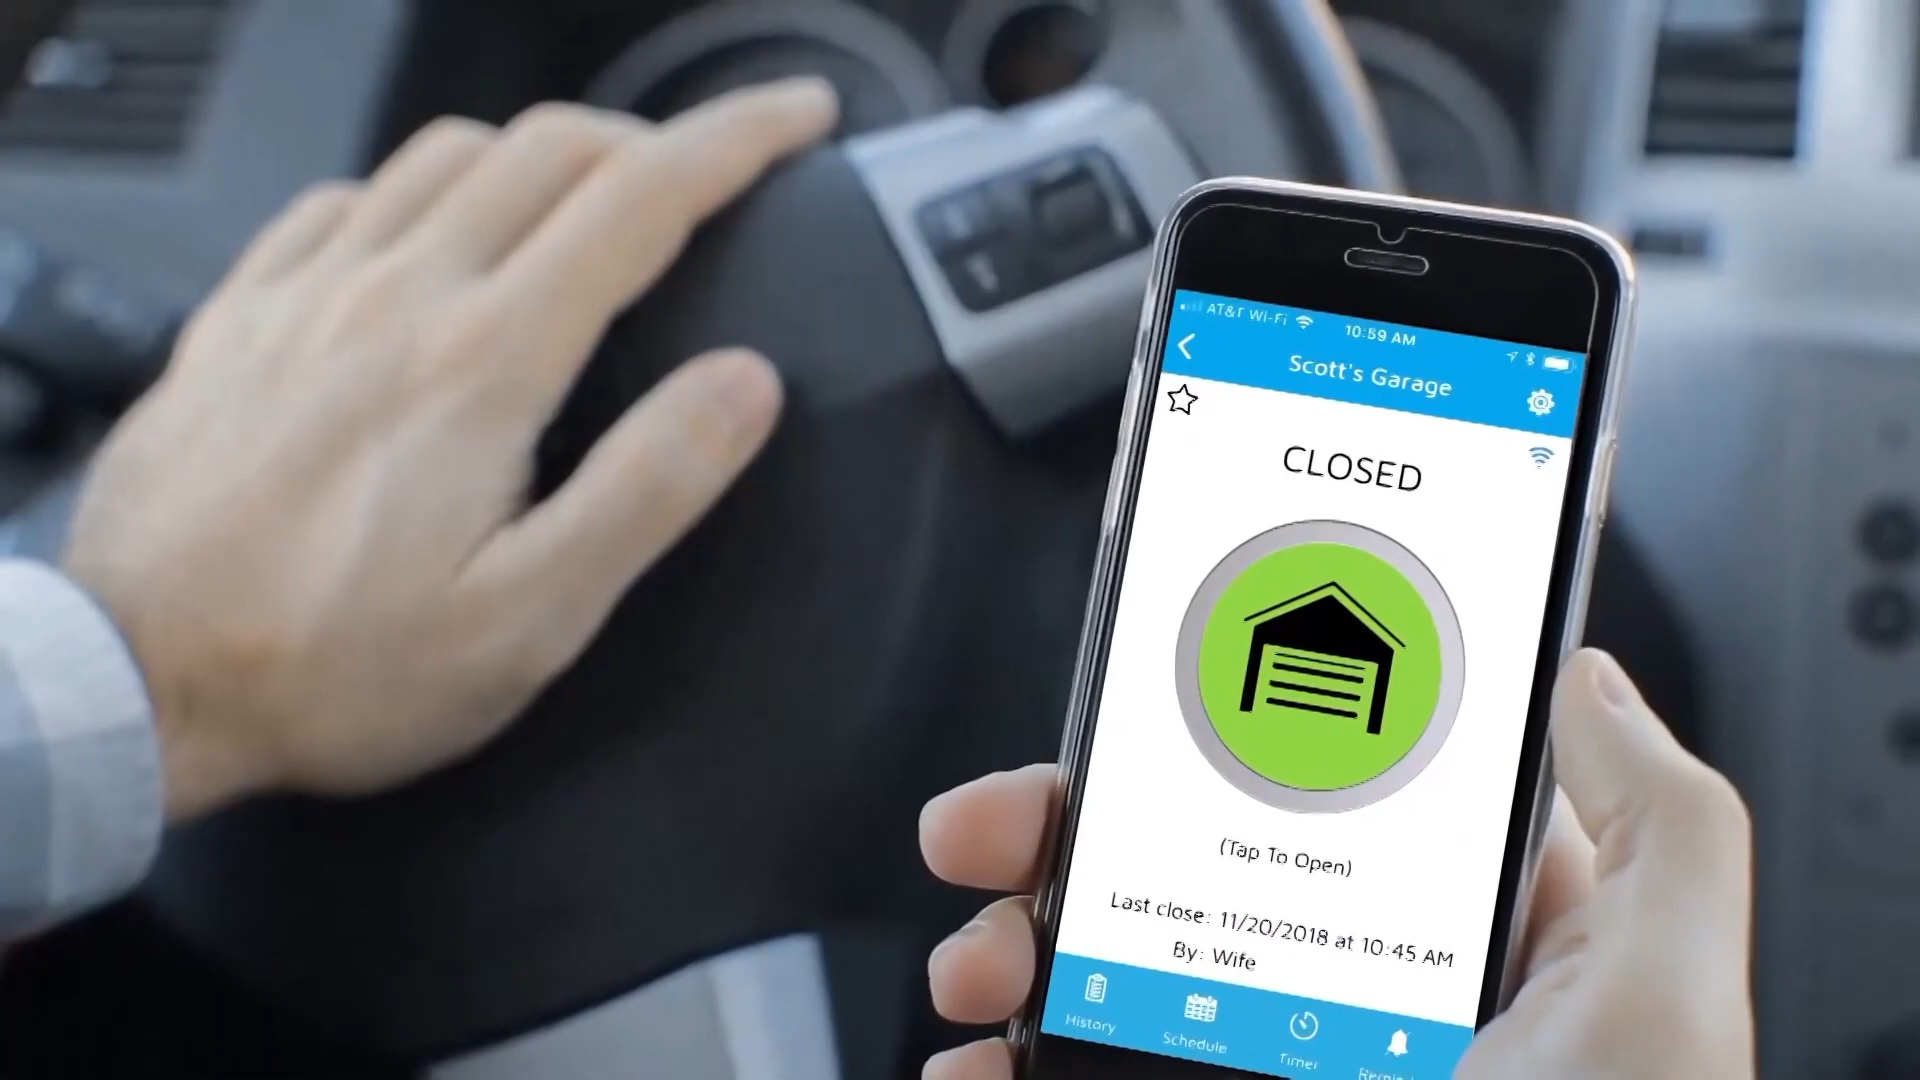 AT&T Wi-Fi
10:59 AM
Scott's Garage
CLOSED
(Tap To Open)
Last close: 11/20/2018 at 10:45 AM
By: Wife
History
Schedule
Timer